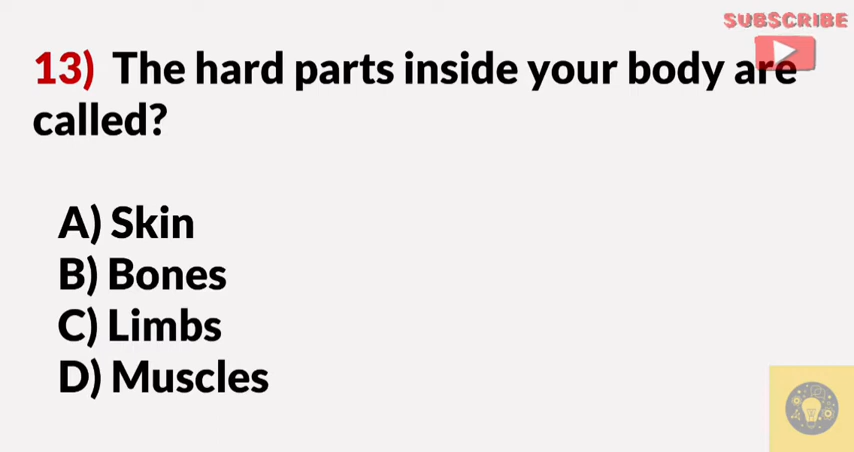 SUBSCRIBE
13) The hard parts inside your body are
called?
A) Skin
B) Bones
C) Limbs
D) Muscles